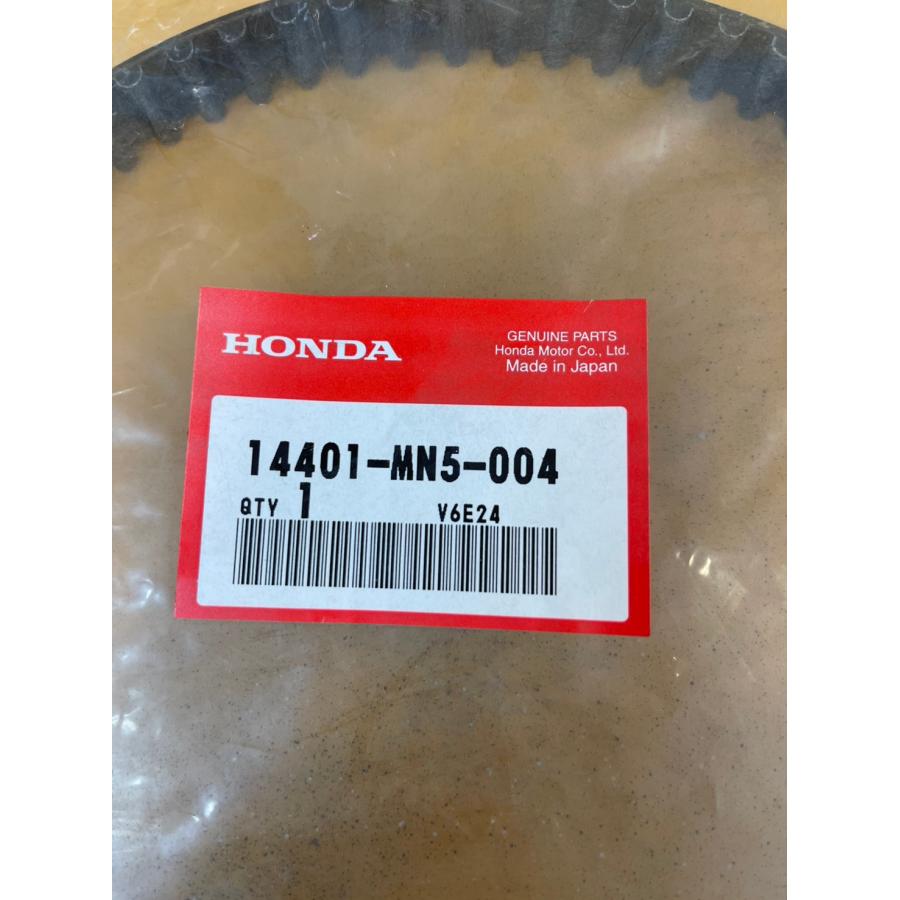 HONDA
GENUINE PARTS
Honda Motor Co., Ltd.
Made in Japan
14401-MN5-004
QTY 1 V6E24